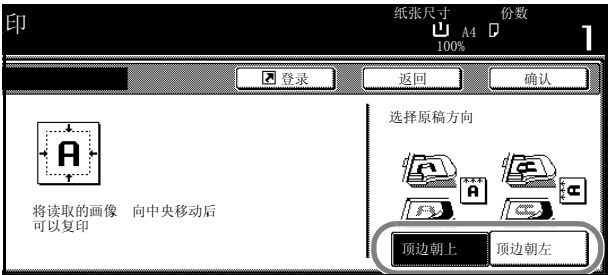 印
纸张尺寸 份数
A4
100%
1
登录 返回 确认
选择原稿方向
A
将读取的画像 向中央移动后
可以复印
顶边朝上 顶边朝左